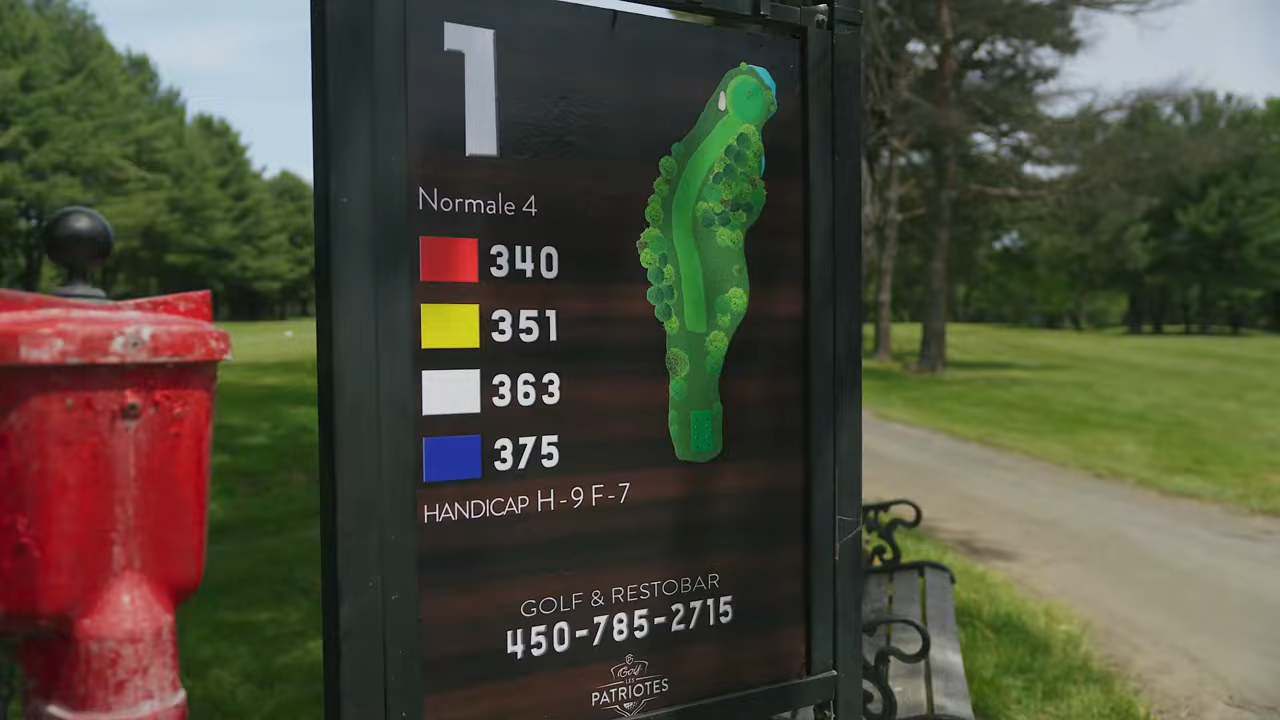 1
Normale 4
340
351
363
375
HANDICAP H-9 F-7
GOLF & RESTOBAR
450-785-2715
Golf
LES
PATRIOTES